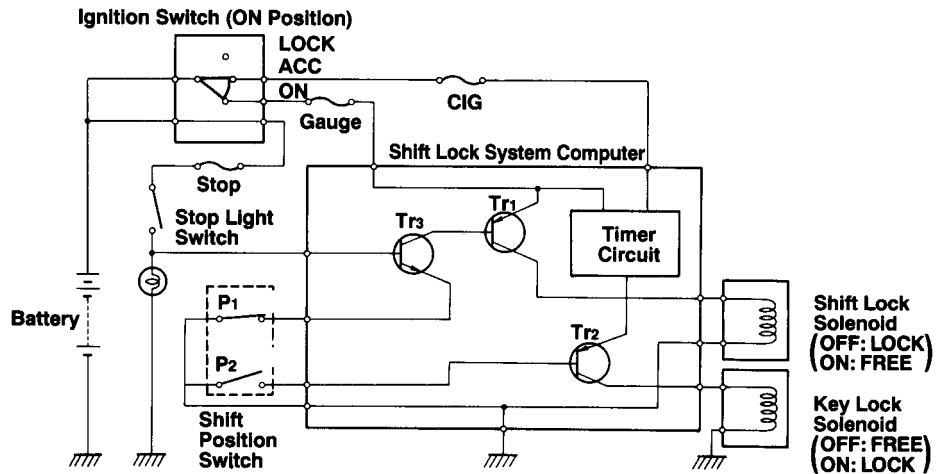 Ignition Switch (ON Position)
LOCK
ACC
ON
CIG
Gauge
Shift Lock System Computer
Stop
Stop Light
Switch
Tr3
Tr1
Timer
Circuit
Battery
P1
P2
Tr2
Shift
Position
Switch
Shift Lock
Solenoid
(OFF: LOCK
ON: FREE)
Key Lock
Solenoid
(OFF: FREE
ON: LOCK)